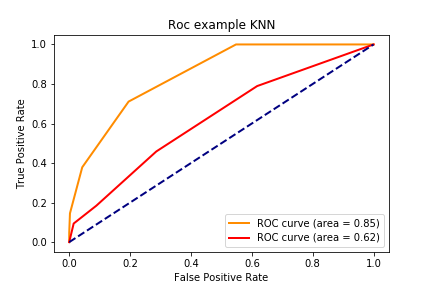 Roc example KNN
True Positive Rate
1.0
0.8
0.6
0.4
0.2
0.0
ROC curve (area = 0.85)
ROC curve (area = 0.62)
0.0 0.2 0.4 0.6 0.8 1.0
False Positive Rate